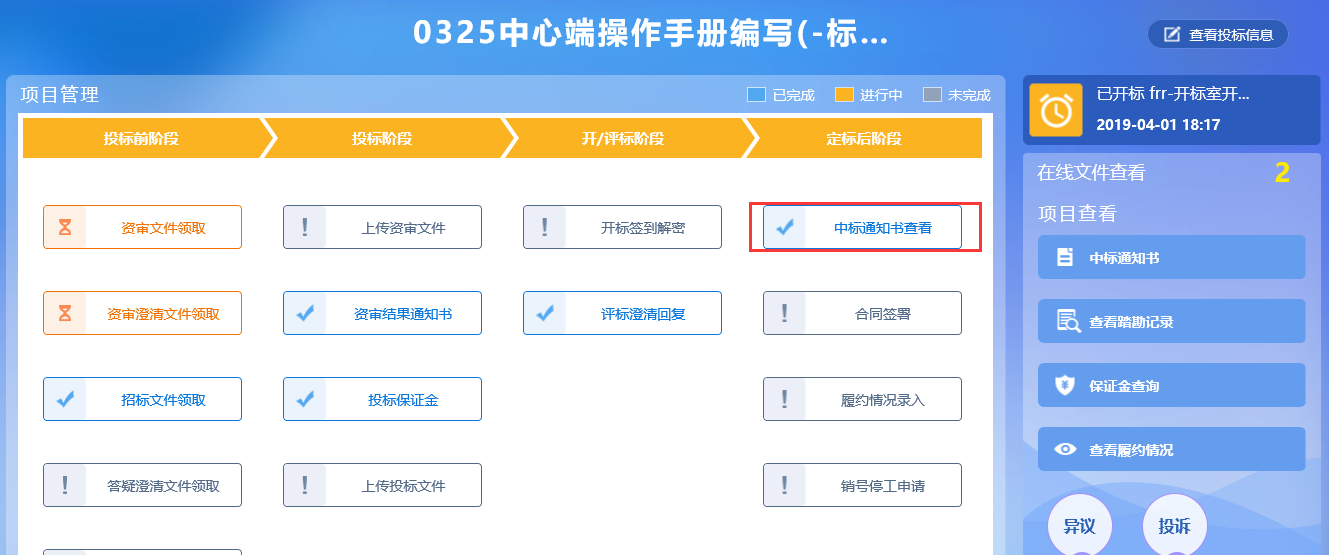 0325中心端操作手册编写(-标...
查看投标信息
项目管理
已完成 进行中 未完成
投标前阶段 投标阶段 开/评标阶段 定标后阶段
资审文件领取 上传资审文件 开标签到解密 中标通知书查看
资审澄清文件领取 资审结果通知书 评标澄清回复 合同签署
招标文件领取 投标保证金 履约情况录入
答疑澄清文件领取 上传投标文件 销号停工申请
已开标 frr-开标室开...
2019-04-01 18:17
在线文件查看 2
项目查看
中标通知书
查看踏勘记录
保证金查询
查看履约情况
异议 投诉